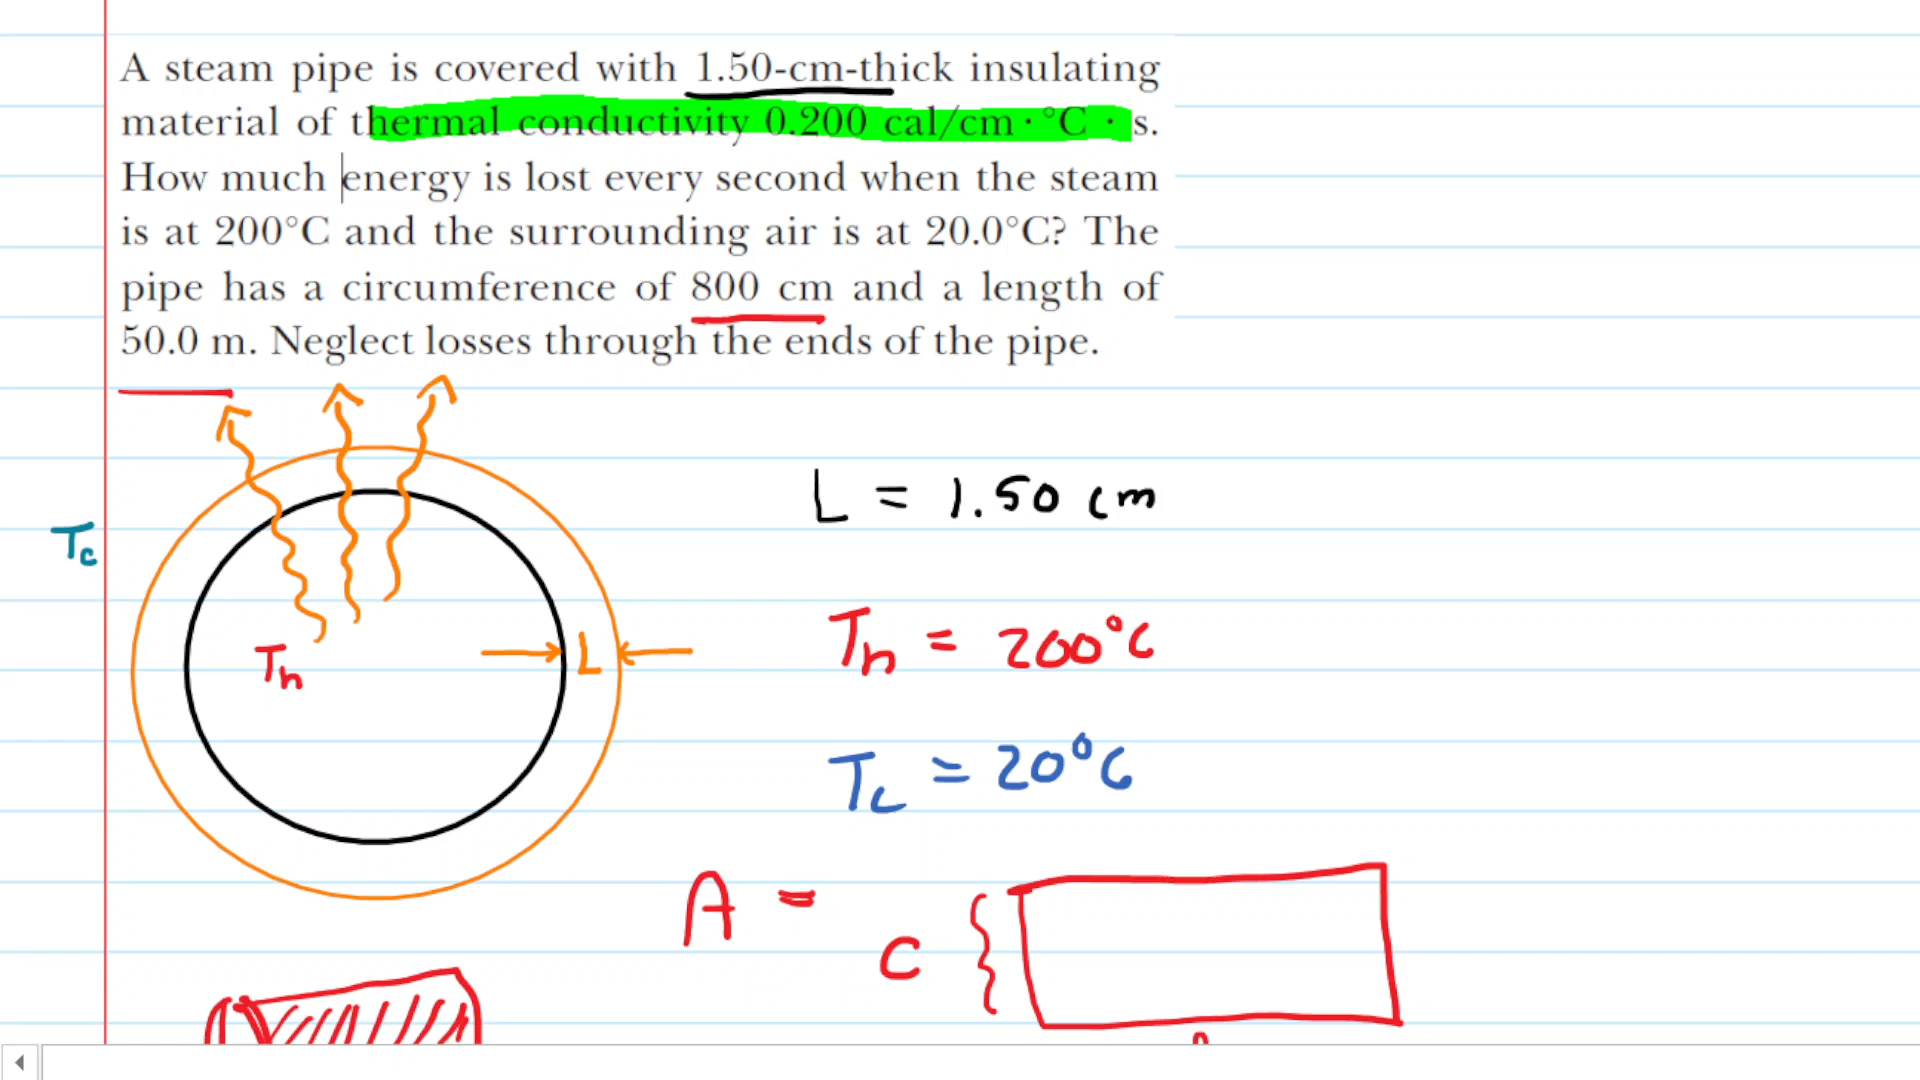 A steam pipe is covered with 1.50-cm-thick insulating
material of thermal conductivity 0.200 cal/cm · °C · s.
How much energy is lost every second when the steam
is at 200°C and the surrounding air is at 20.0°C? The
pipe has a circumference of 800 cm and a length of
50.0 m. Neglect losses through the ends of the pipe.
L = 1.50 cm
Tc
Th
L
Th = 200°C
Tc = 20°C
A =
C